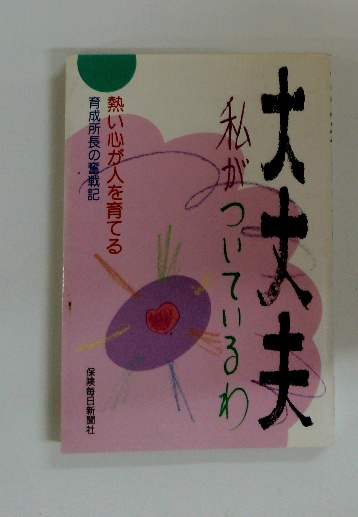 大丈夫
私がついているわ
熱い心が人を育てる
育成所長の奮戦記
保険毎日新聞社